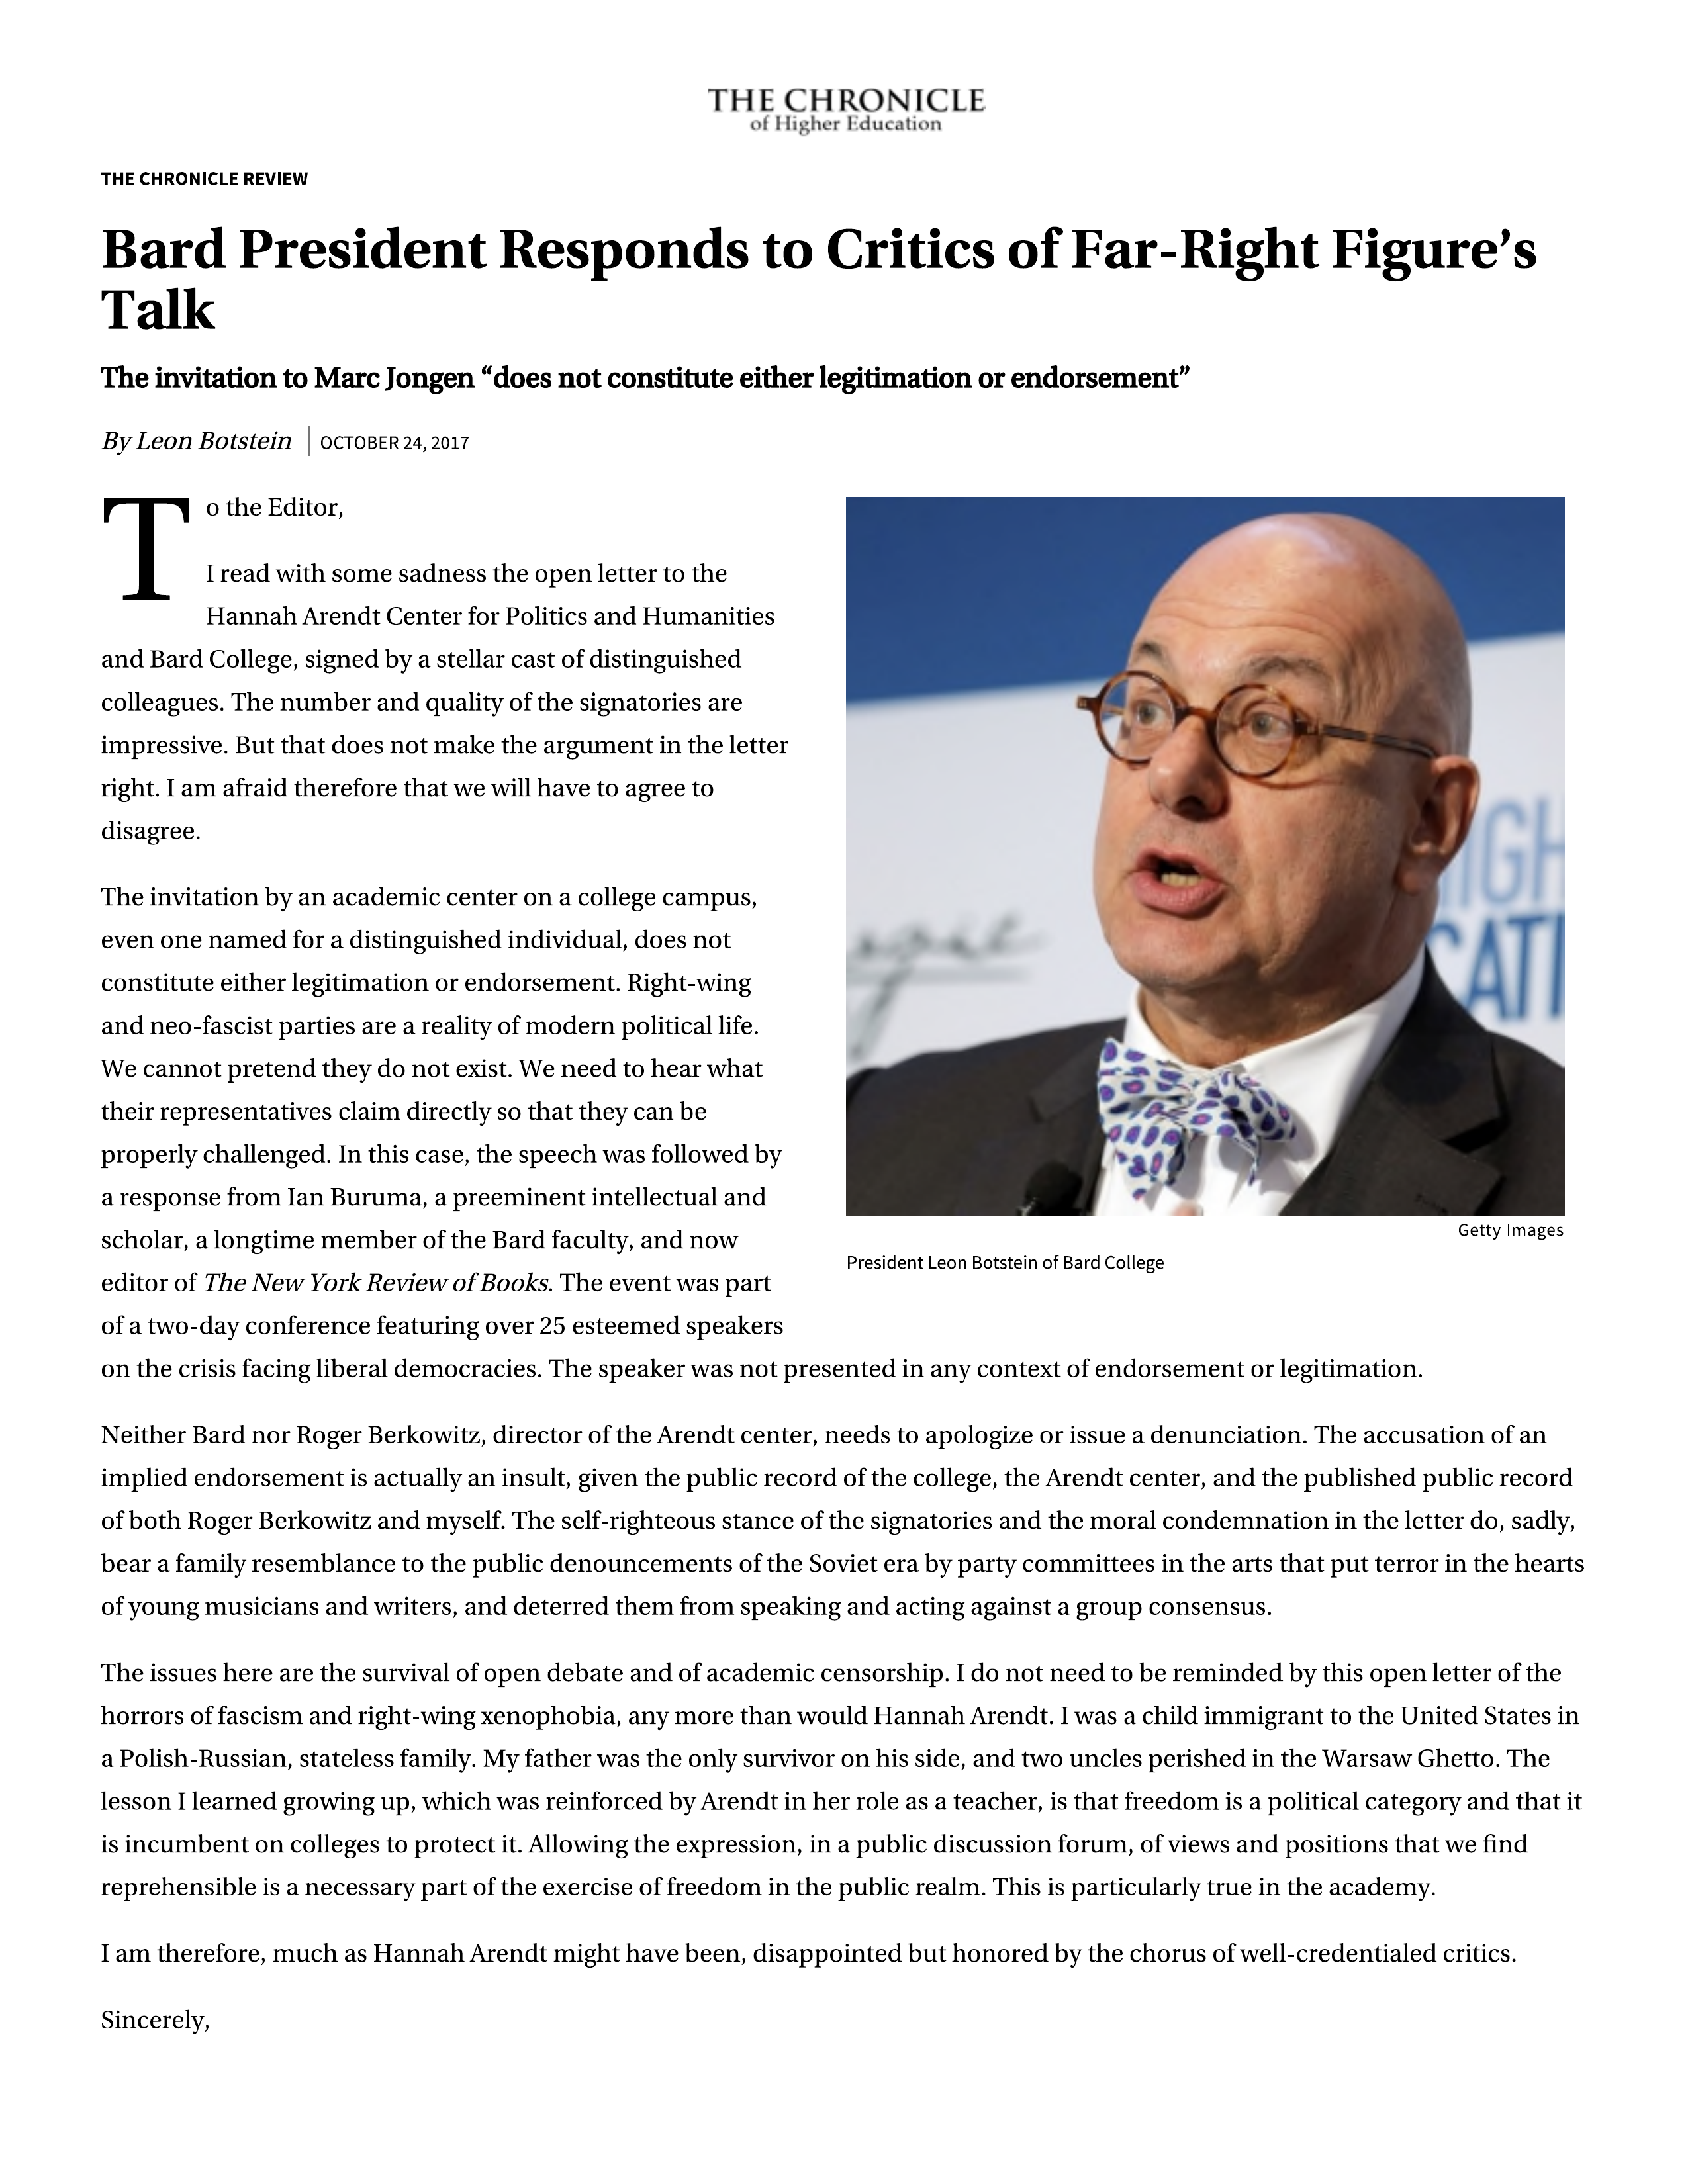 THE CHRONICLE
of Higher Education
THE CHRONICLE REVIEW
Bard President Responds to Critics of Far-Right Figure’s
Talk
The invitation to Marc Jongen “does not constitute either legitimation or endorsement”
By Leon Botstein | OCTOBER 24, 2017
To the Editor,
I read with some sadness the open letter to the
Hannah Arendt Center for Politics and Humanities
and Bard College, signed by a stellar cast of distinguished
colleagues. The number and quality of the signatories are
impressive. But that does not make the argument in the letter
right. I am afraid therefore that we will have to agree to
disagree.
The invitation by an academic center on a college campus,
even one named for a distinguished individual, does not
constitute either legitimation or endorsement. Right-wing
and neo-fascist parties are a reality of modern political life.
We cannot pretend they do not exist. We need to hear what
their representatives claim directly so that they can be
properly challenged. In this case, the speech was followed by
a response from Ian Buruma, a preeminent intellectual and
scholar, a longtime member of the Bard faculty, and now
editor of The New York Review of Books. The event was part
of a two-day conference featuring over 25 esteemed speakers
on the crisis facing liberal democracies. The speaker was not presented in any context of endorsement or legitimation.
IGH
CATI
Getty Images
President Leon Botstein of Bard College
Neither Bard nor Roger Berkowitz, director of the Arendt center, needs to apologize or issue a denunciation. The accusation of an
implied endorsement is actually an insult, given the public record of the college, the Arendt center, and the published public record
of both Roger Berkowitz and myself. The self-righteous stance of the signatories and the moral condemnation in the letter do, sadly,
bear a family resemblance to the public denouncements of the Soviet era by party committees in the arts that put terror in the hearts
of young musicians and writers, and deterred them from speaking and acting against a group consensus.
The issues here are the survival of open debate and of academic censorship. I do not need to be reminded by this open letter of the
horrors of fascism and right-wing xenophobia, any more than would Hannah Arendt. I was a child immigrant to the United States in
a Polish-Russian, stateless family. My father was the only survivor on his side, and two uncles perished in the Warsaw Ghetto. The
lesson I learned growing up, which was reinforced by Arendt in her role as a teacher, is that freedom is a political category and that it
is incumbent on colleges to protect it. Allowing the expression, in a public discussion forum, of views and positions that we find
reprehensible is a necessary part of the exercise of freedom in the public realm. This is particularly true in the academy.
I am therefore, much as Hannah Arendt might have been, disappointed but honored by the chorus of well-credentialed critics.
Sincerely,